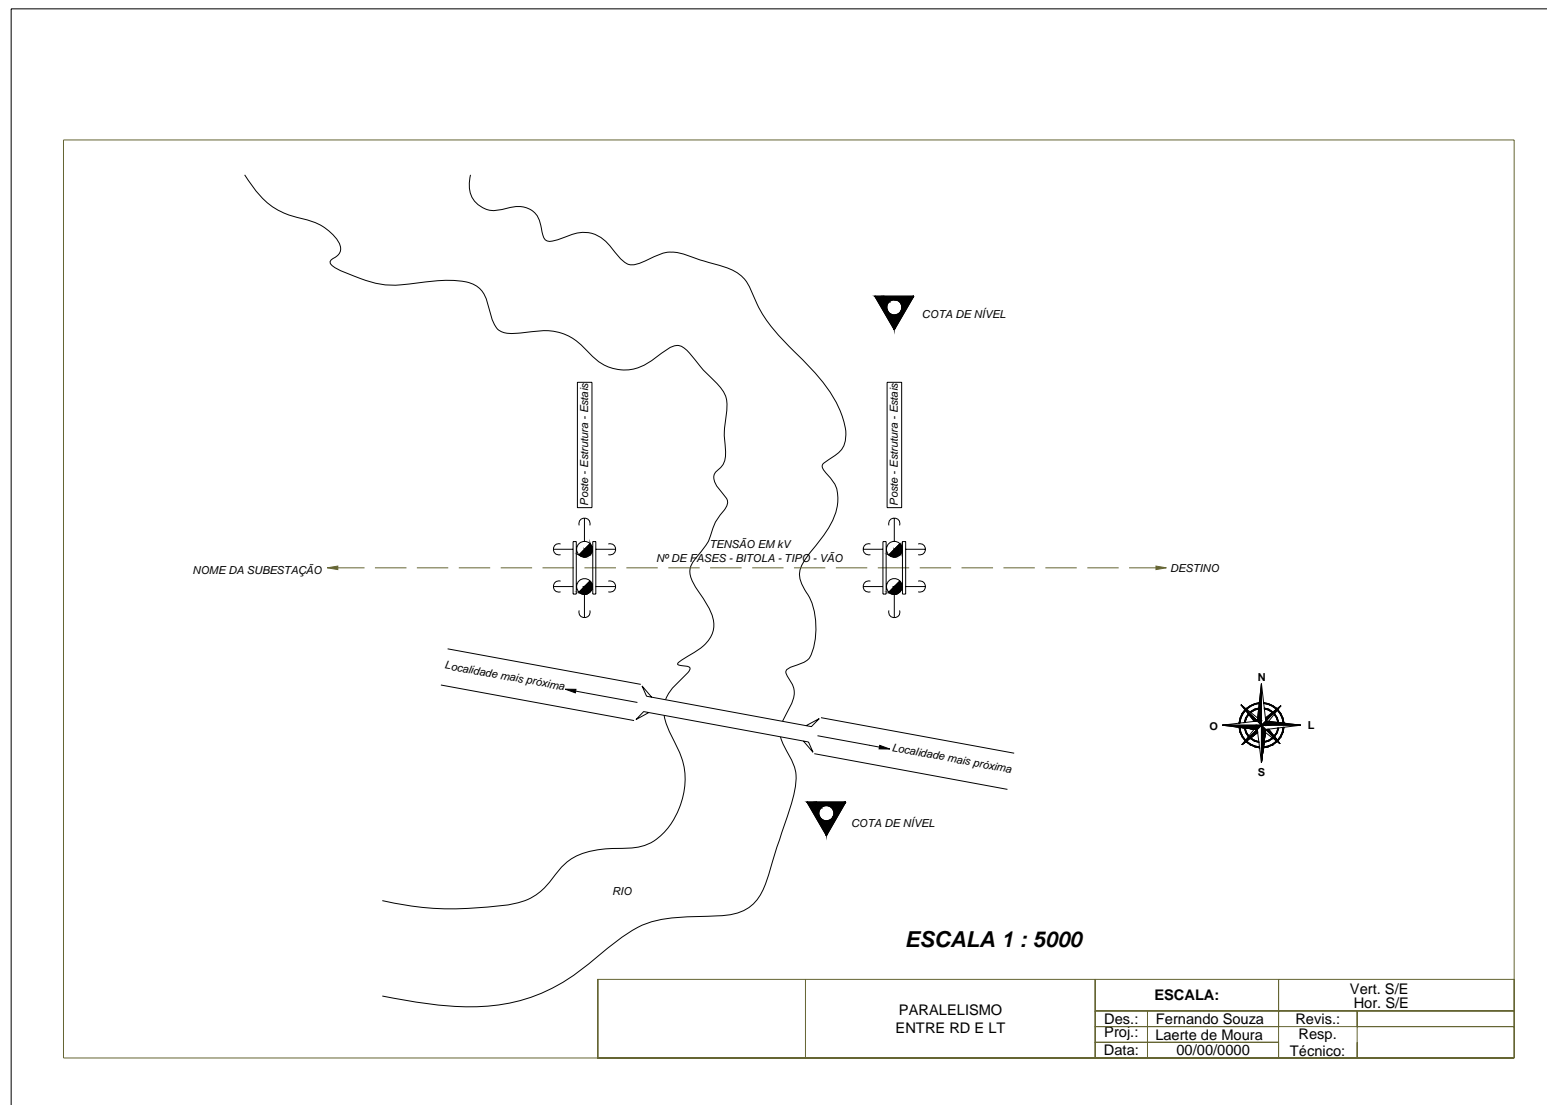 COTA DE NÍVEL
Poste - Estrutura - Estais
Poste - Estrutura - Estais
TENSÃO EM kV
Nº DE FASES - BITOLA - TIPO - VÃO
NOME DA SUBESTAÇÃO
DESTINO
Localidade mais próxima
Localidade mais próxima
N
O
L
S
COTA DE NÍVEL
RIO
ESCALA 1 : 5000
PARALELISMO
ENTRE RD E LT
ESCALA:
Vert. S/E
Hor. S/E
Des.: Fernando Souza Revis.:
Proj.: Laerte de Moura Resp.
Data: 00/00/0000 Técnico: